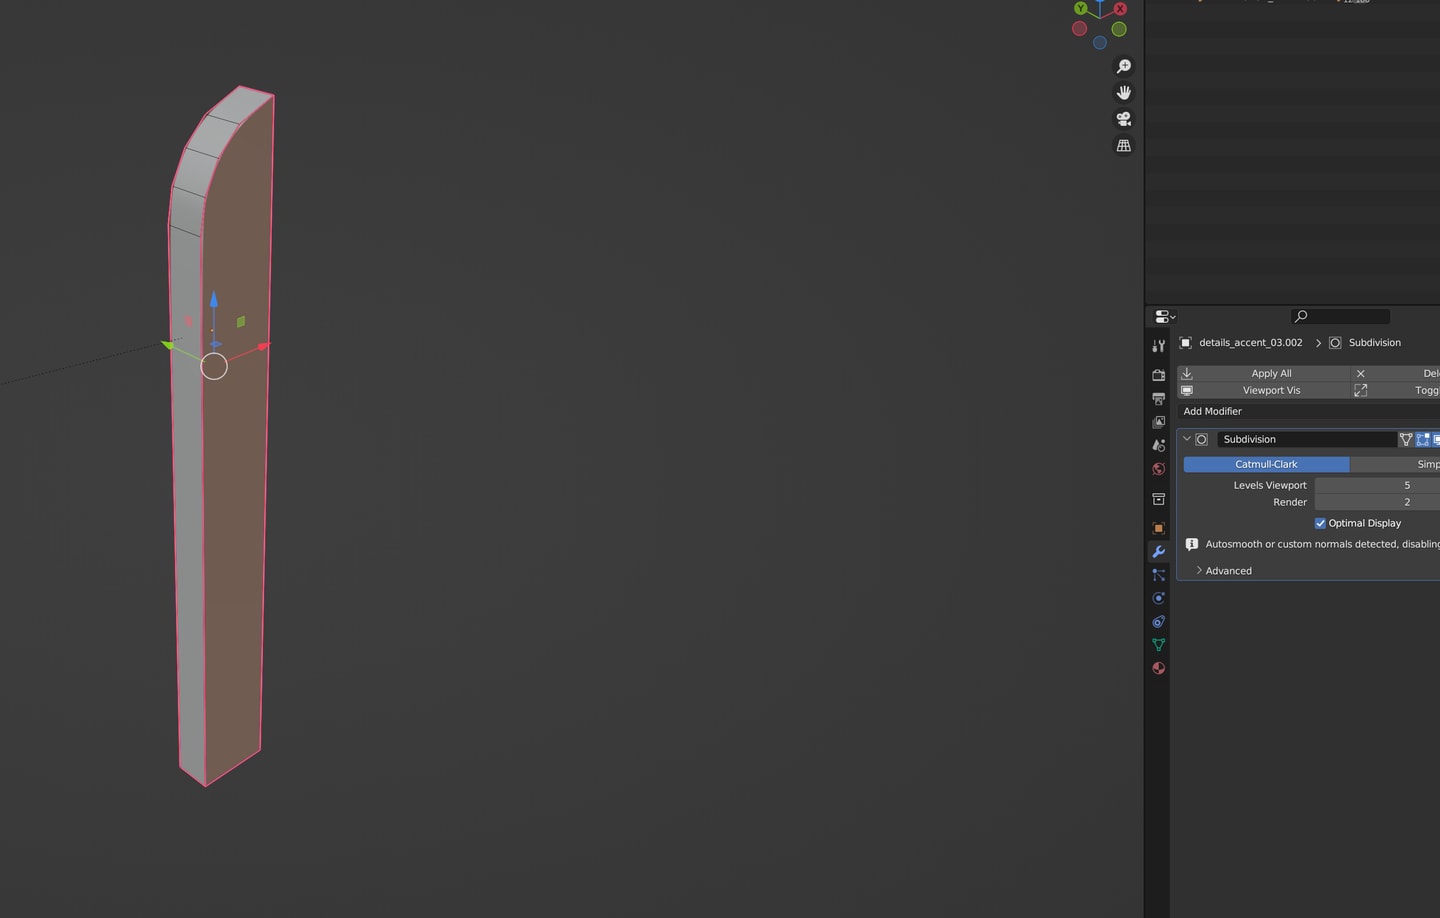 Y
X
details_accent_03.002
Subdivision
Apply All
Viewport Vis
Add Modifier
Subdivision
Catmull-Clark
Levels Viewport
5
Render
2
Optimal Display
Autosmooth or custom normals detected, disabling
Advanced